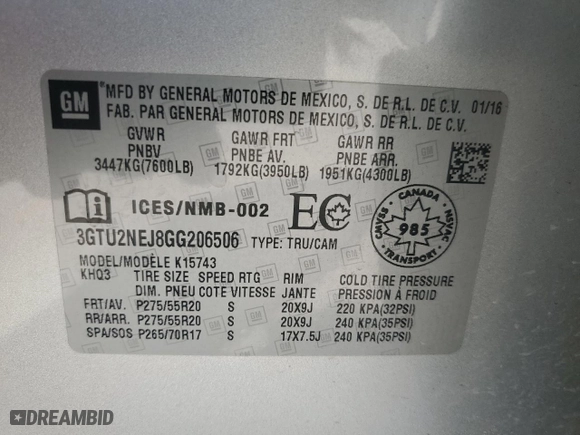 GM
MFD BY GENERAL MOTORS DE MEXICO, S. DE R.L. DE C.V. 01/16
FAB. PAR GENERAL MOTORS DE MEXICO, S. DE R.L. DE C.V.
GVWR GAWR FRT GAWR RR
PNBV PNBE AV. PNBE ARR.
3447KG(7600LB) 1792KG(3950LB) 1951KG(4300LB)
ICES/NMB-002 EC
CANADA
CMVSS 985 NSVAC
TRANSPORT
3GTU2NEJ8GG206506 TYPE: TRU/CAM
MODEL/MODÈLE K15743
KHQ3 TIRE SIZE SPEED RTG RIM COLD TIRE PRESSURE
DIM. PNEU COTE VITESSE JANTE PRESSION À FROID
FRT/AV. P275/55R20 S 20X9J 220 KPA(32PSI)
RR/ARR. P275/55R20 S 20X9J 240 KPA(35PSI)
SPA/SOS P265/70R17 S 17X7.5J 240 KPA(35PSI)
DREAMBID